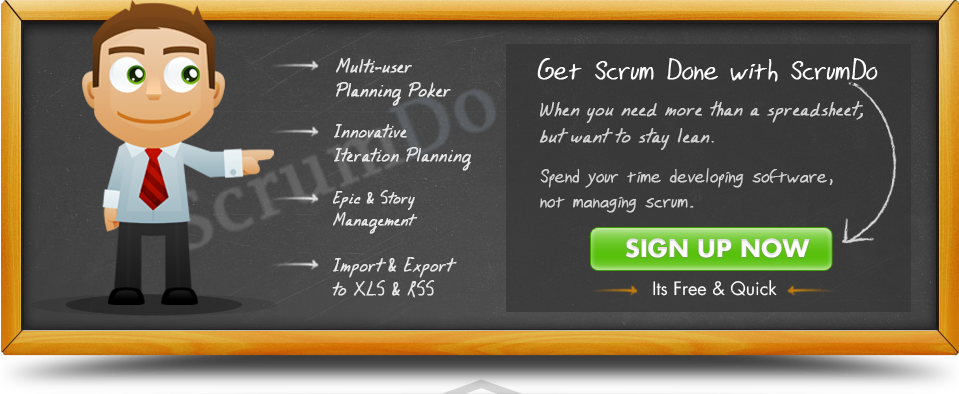 Multi-user
Planning Poker
Innovative
Iteration Planning
Epic & Story
Management
Import & Export
to XLS & RSS
ScrumDo
Get Scrum Done with ScrumDo
When you need more than a spreadsheet,
but want to stay lean.
Spend your time developing software,
not managing scrum.
SIGN UP NOW
Its Free & Quick